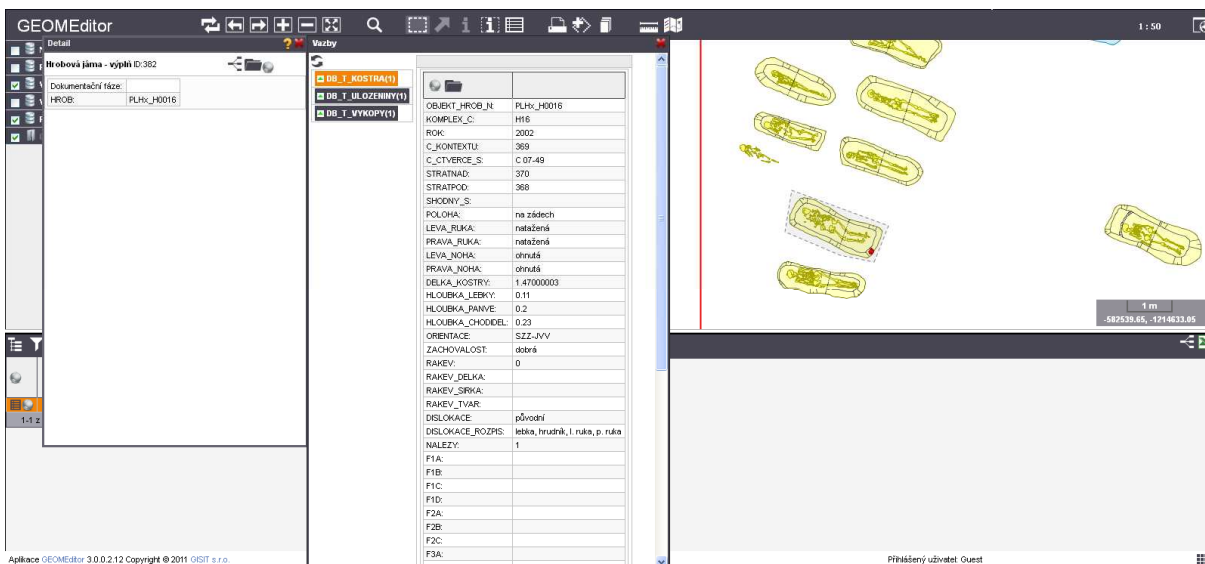 GEOMEditor
1 : 50
Detail
Hrobová jáma - výplň ID:382
Dokumentační fáze:
HROB: PLHx_H0016
1-1 z
Vazby
DB_T_KOSTRA(1)
DB_T_ULOZENINY(1)
DB_T_VYKOPY(1)
OBJEKT_HROB_N: PLHx_H0016
KOMPLEX_C: H16
ROK: 2002
C_KONTEXTU: 369
C_CTVERCE_S: C 07-49
STRATNAD: 370
STRATPOD: 368
SHODNY_S:
POLOHA: na zádech
LEVA_RUKA: natažená
PRAVA_RUKA: natažená
LEVA_NOHA: ohnutá
PRAVA_NOHA: ohnutá
DELKA_KOSTRY: 1.47000003
HLOUBKA_LEBKY: 0.11
HLOUBKA_PANVE: 0.2
HLOUBKA_CHODIDEL: 0.23
ORIENTACE: SZZ-JVV
ZACHOVALOST: dobrá
RAKEV: 0
RAKEV_DELKA:
RAKEV_SIRKA:
RAKEV_TVAR:
DISLOKACE: původní
DISLOKACE_ROZPIS: lebka, hrudník, l. ruka, p. ruka
NALEZY: 1
F1A:
F1B:
F1C:
F1D:
F2A:
F2B:
F2C:
F3A:
1 m
-582539.65, -1214633.05
Aplikace GEOMEditor 3.0.0.2.12 Copyright © 2011 GISIT s.r.o.
Přihlášený uživatel: Guest